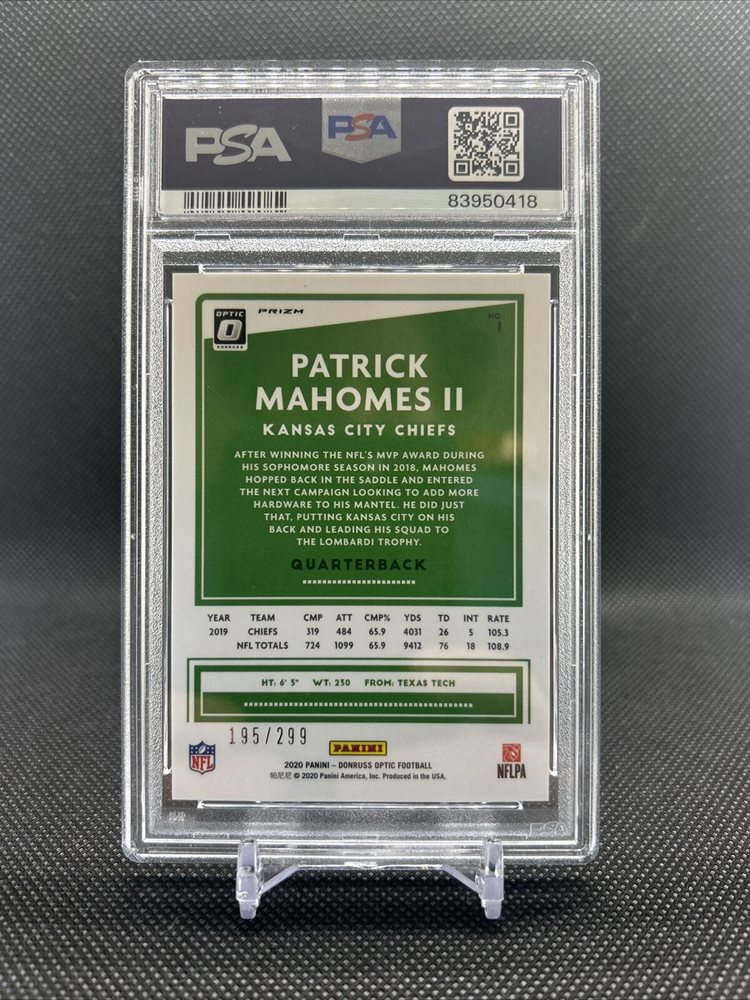 PSA
PSA
83950418
OPTIC
DONRUSS
PRIZM
NO.
1
PATRICK
MAHOMES II
KANSAS CITY CHIEFS
AFTER WINNING THE NFL'S MVP AWARD DURING
HIS SOPHOMORE SEASON IN 2018, MAHOMES
HOPPED BACK IN THE SADDLE AND ENTERED
THE NEXT CAMPAIGN LOOKING TO ADD MORE
HARDWARE TO HIS MANTEL. HE DID JUST
THAT, PUTTING KANSAS CITY ON HIS
BACK AND LEADING HIS SQUAD TO
THE LOMBARDI TROPHY.
QUARTERBACK
YEAR TEAM CMP ATT CMP% YDS TD INT RATE
2019 CHIEFS 319 484 65.9 4031 26 5 105.3
NFL TOTALS 724 1099 65.9 9412 76 18 108.9
HT: 6' 3" WT: 230 FROM: TEXAS TECH
195/299
NFL
PANINI
2020 PANINI – DONRUSS OPTIC FOOTBALL
帕尼尼 © 2020 Panini America, Inc. Produced in the USA.
NFLPA
PSA